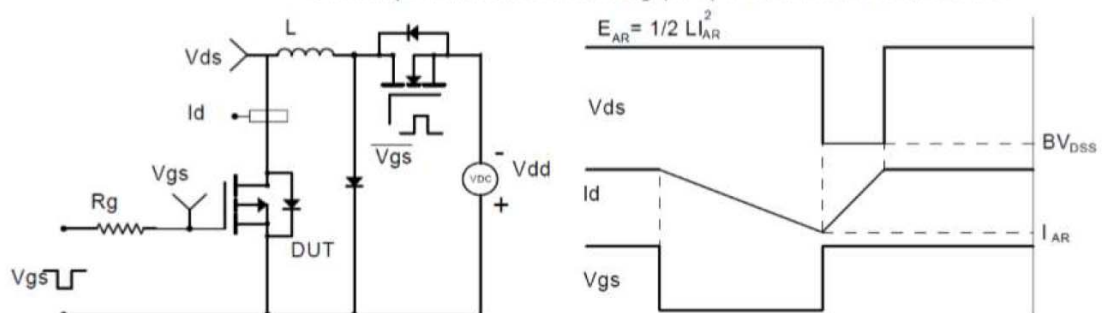 E_AR = 1/2 LI_AR^2
L
Vds
Id
Vgs
Vgs
Rg
DUT
Vgs
VDC
-
Vdd
+
Vds
BV_DSS
Id
I_AR
Vgs